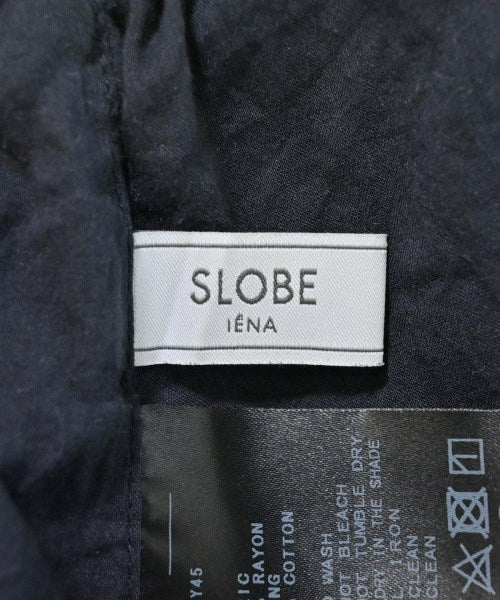 SLOBE
IÉNA
Y45
IC
RAYON
NG COTTON
WASH
NOT BLEACH
OT TUMBLE DRY
DRY IN THE SHADE
IRON
CLEAN
CLEAN